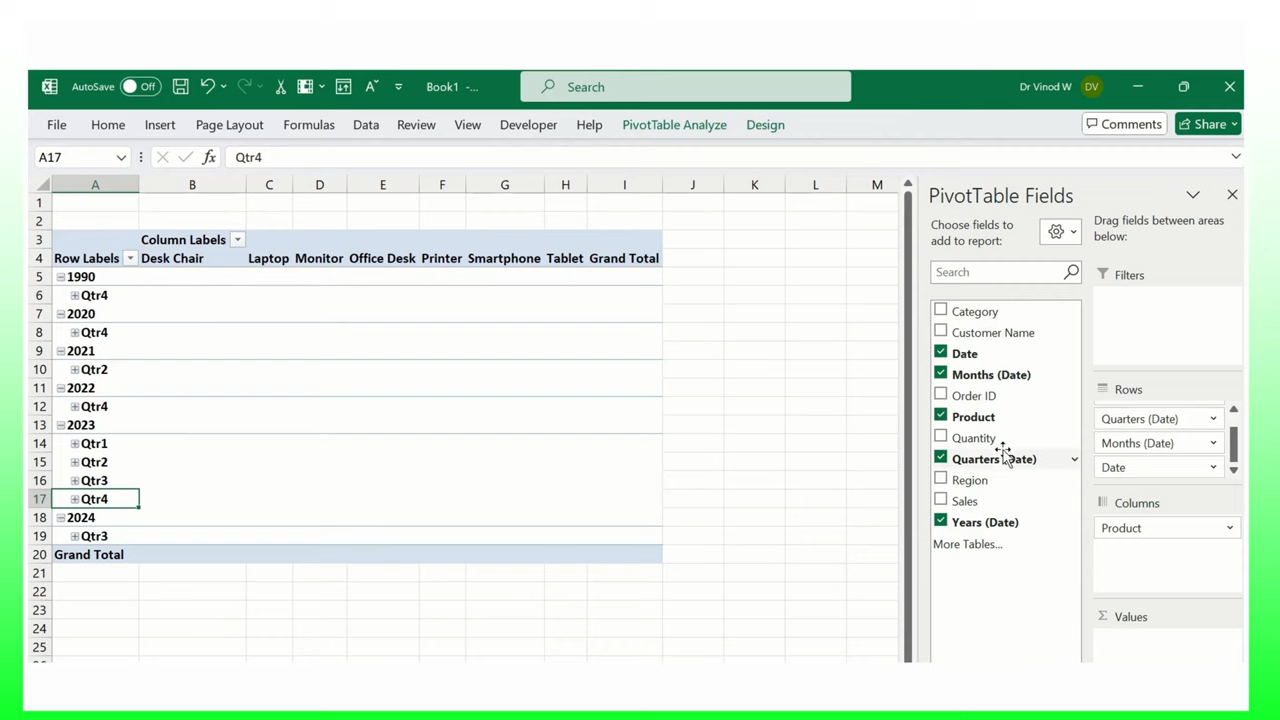 AutoSave Off Book1 -... Search Dr Vinod W DV
File Home Insert Page Layout Formulas Data Review View Developer Help PivotTable Analyze Design Comments Share
A17 fx Qtr4
A B C D E F G H I J K L M
1
2
3 Column Labels
4 Row Labels Desk Chair Laptop Monitor Office Desk Printer Smartphone Tablet Grand Total
5 1990
6 Qtr4
7 2020
8 Qtr4
9 2021
10 Qtr2
11 2022
12 Qtr4
13 2023
14 Qtr1
15 Qtr2
16 Qtr3
17 Qtr4
18 2024
19 Qtr3
20 Grand Total
21
22
23
24
25
PivotTable Fields
Choose fields to
add to report:
Search
Category
Customer Name
Date
Months (Date)
Order ID
Product
Quantity
Quarters (Date)
Region
Sales
Years (Date)
More Tables...
Drag fields between areas
below:
Filters
Rows
Quarters (Date)
Months (Date)
Date
Columns
Product
Σ Values